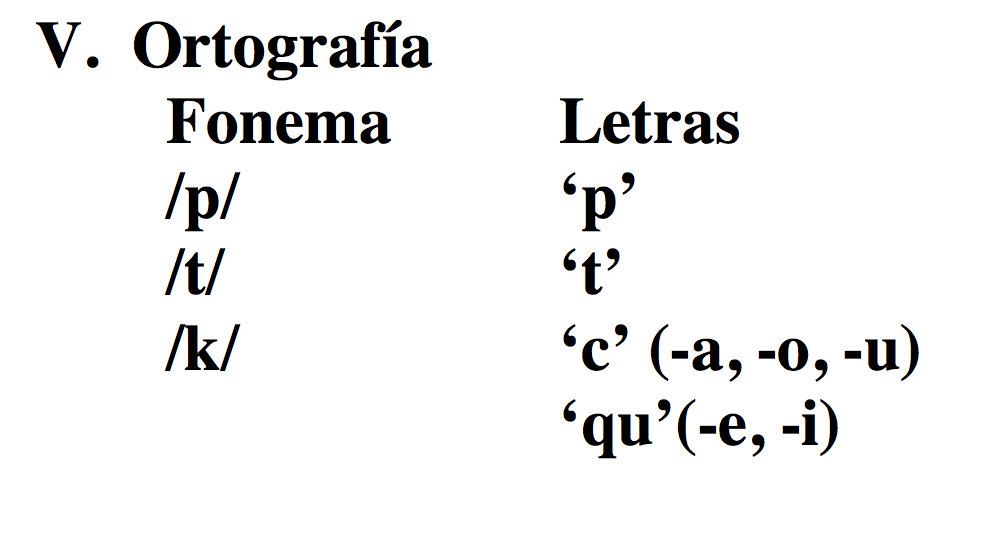 V. Ortografía
Fonema Letras
/p/ ‘p’
/t/ ‘t’
/k/ ‘c’ (-a, -o, -u)
‘qu’(-e, -i)